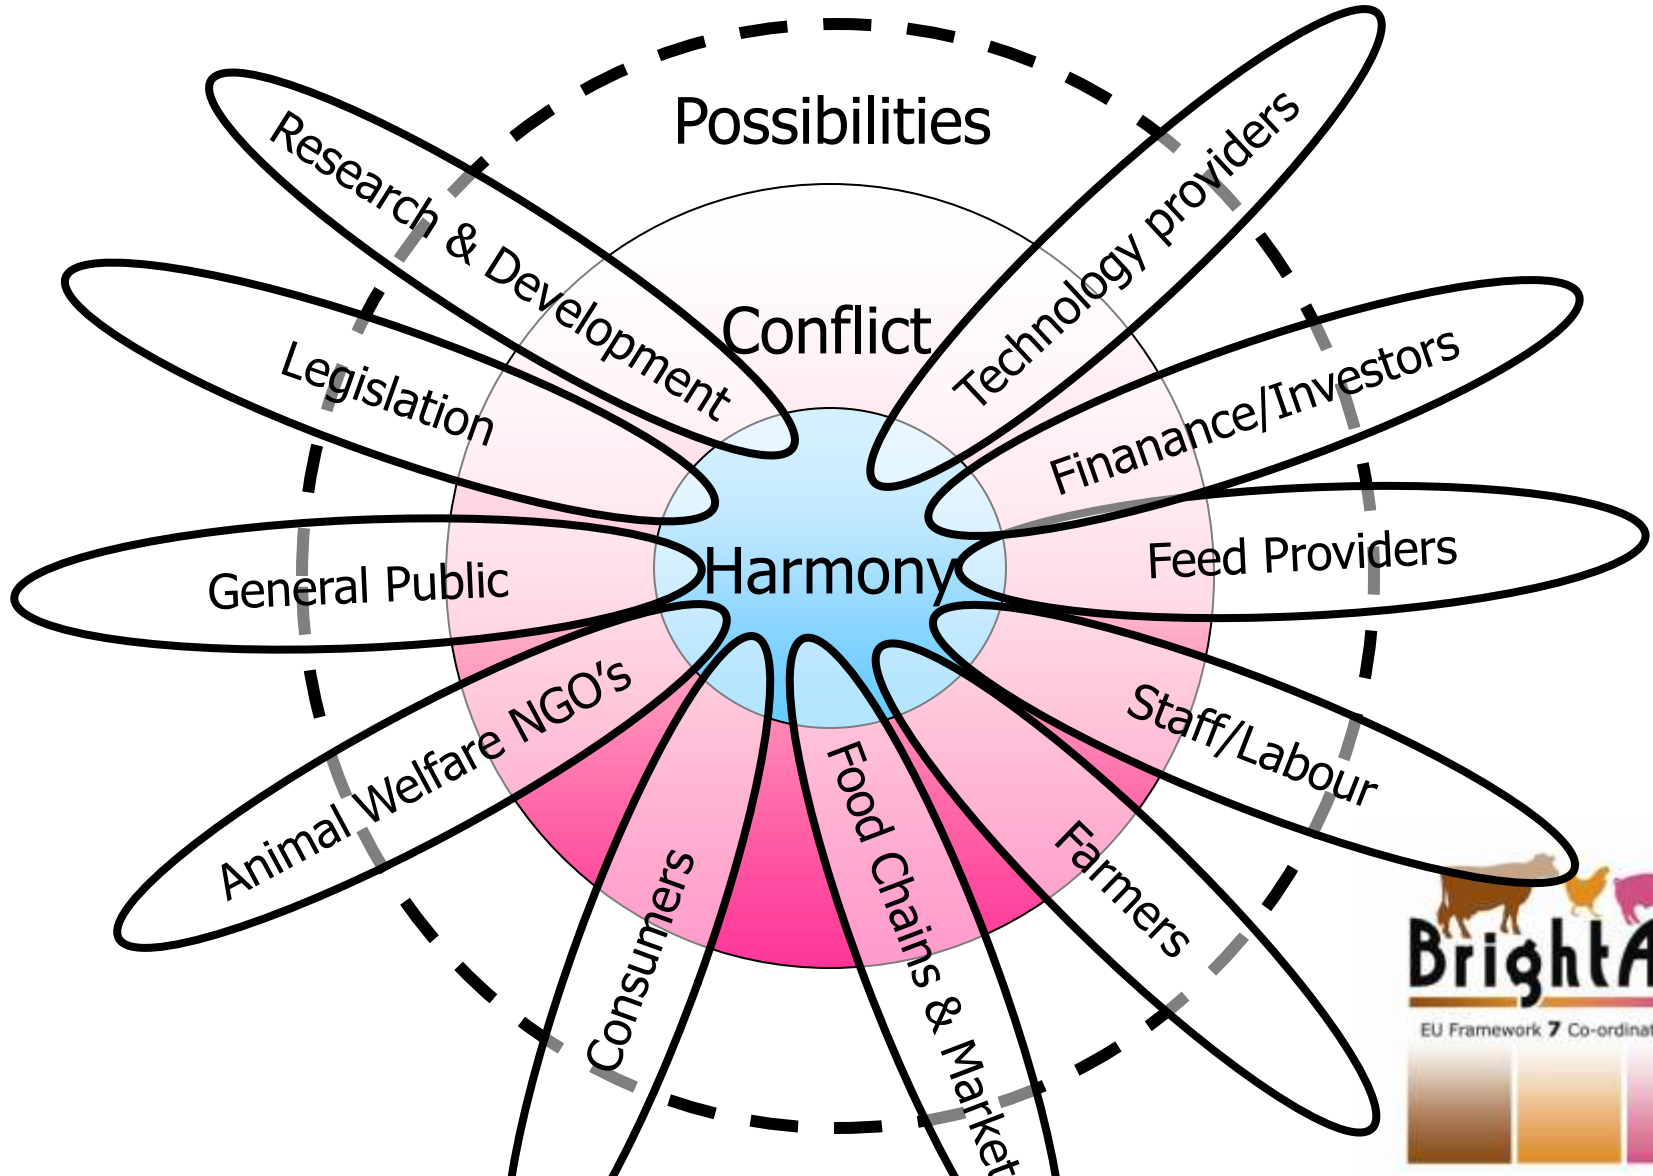 Possibilities
Conflict
Harmony
Research & Development
Legislation
General Public
Animal Welfare NGO's
Consumers
Food Chains & Market
Farmers
Staff/Labour
Feed Providers
Finanance/Investors
Technology providers
BrightA
EU Framework 7 Co-ordinat